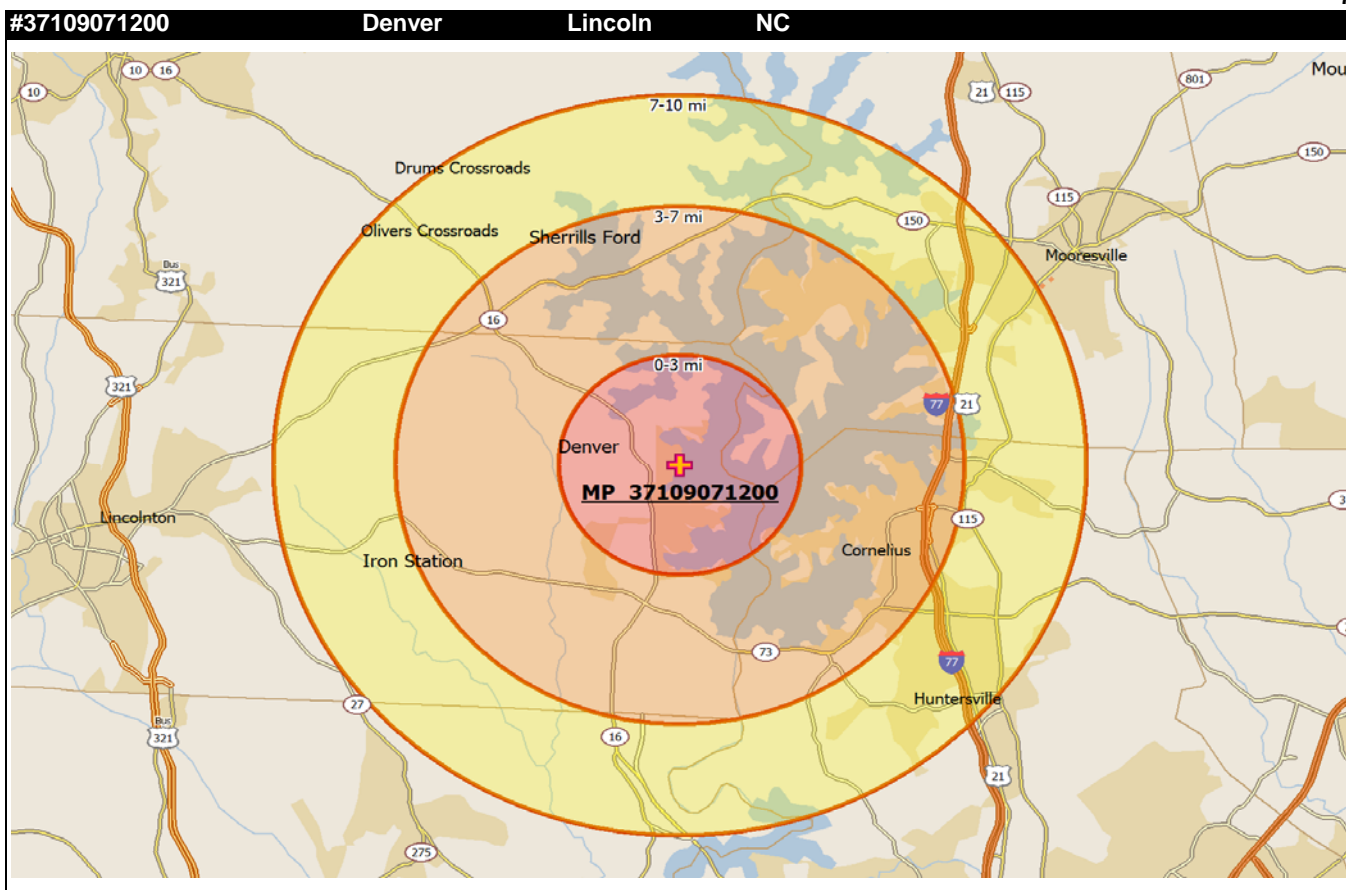 #37109071200 Denver Lincoln NC
10 16
10
21 115
801
Mou
7-10 mi
150
Drums Crossroads
115
3-7 mi
150
Olivers Crossroads
Sherrills Ford
Mooresville
Bus
321
16
0-3 mi
321
77 21
Denver
MP 37109071200
Lincolnton
115
Cornelius
Iron Station
73
77
Huntersville
27
Bus
321
16
21
275